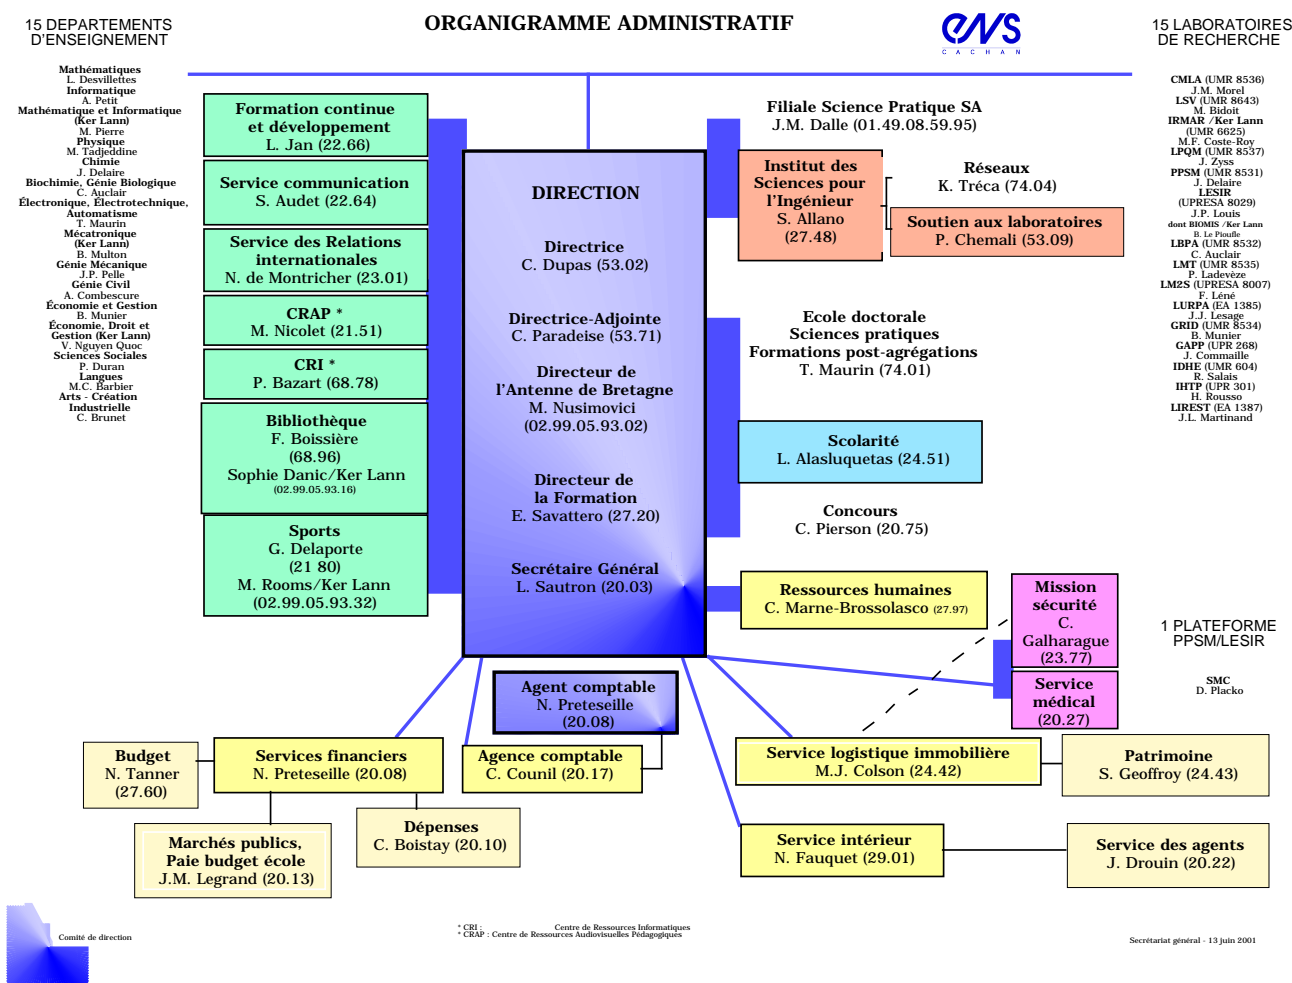 15 DEPARTEMENTS
D'ENSEIGNEMENT
Mathématiques
L. Desvillettes
Informatique
A. Petit
Mathématique et Informatique
(Ker Lann)
M. Pierre
Physique
M. Tadjeddine
Chimie
J. Delaire
Biochimie, Génie Biologique
C. Auclair
Électronique, Électrotechnique,
Automatisme
T. Maurin
Mécatronique
(Ker Lann)
B. Multon
Génie Mécanique
J.P. Pelle
Génie Civil
A. Combescure
Économie et Gestion
B. Munier
Économie, Droit et
Gestion (Ker Lann)
V. Nguyen Quoc
Sciences Sociales
P. Duran
Langues
M.C. Barbier
Arts - Création
Industrielle
C. Brunet
ORGANIGRAMME ADMINISTRATIF
ENS
CACHAN
Formation continue
et développement
L. Jan (22.66)
Service communication
S. Audet (22.64)
Service des Relations
internationales
N. de Montricher (23.01)
CRAP *
M. Nicolet (21.51)
CRI *
P. Bazart (68.78)
Bibliothèque
F. Boissière
(68.96)
Sophie Danic/Ker Lann
(02.99.05.93.16)
Sports
G. Delaporte
(21 80)
M. Rooms/Ker Lann
(02.99.05.93.32)
DIRECTION
Directrice
C. Dupas (53.02)
Directrice-Adjointe
C. Paradeise (53.71)
Directeur de
l'Antenne de Bretagne
M. Nusimovici
(02.99.05.93.02)
Directeur de
la Formation
E. Savattero (27.20)
Secrétaire Général
L. Sautron (20.03)
Filiale Science Pratique SA
J.M. Dalle (01.49.08.59.95)
Institut des
Sciences pour
l'Ingénieur
S. Allano
(27.48)
Réseaux
K. Tréca (74.04)
Soutien aux laboratoires
P. Chemali (53.09)
Ecole doctorale
Sciences pratiques
Formations post-agrégations
T. Maurin (74.01)
Scolarité
L. Alasluquetas (24.51)
Concours
C. Pierson (20.75)
Ressources humaines
C. Marne-Brossolasco (27.97)
Mission
sécurité
C.
Galharague
(23.77)
Service
médical
(20.27)
Agent comptable
N. Preteseille
(20.08)
Budget
N. Tanner
(27.60)
Services financiers
N. Preteseille (20.08)
Agence comptable
C. Counil (20.17)
Service logistique immobilière
M.J. Colson (24.42)
Patrimoine
S. Geoffroy (24.43)
Marchés publics,
Paie budget école
J.M. Legrand (20.13)
Dépenses
C. Boistay (20.10)
Service intérieur
N. Fauquet (29.01)
Service des agents
J. Drouin (20.22)
15 LABORATOIRES
DE RECHERCHE
CMLA (UMR 8536)
J.M. Morel
LSV (UMR 8643)
M. Bidoit
IRMAR /Ker Lann
(UMR 6625)
M.F. Coste-Roy
LPQM (UMR 8537)
J. Zyss
PPSM (UMR 8531)
J. Delaire
LESIR
(UPRESA 8029)
J.P. Louis
dont BIOMIS /Ker Lann
B. Le Pioufle
LBPA (UMR 8532)
C. Auclair
LMT (UMR 8535)
P. Ladevèze
LM2S (UPRESA 8007)
F. Léné
LURPA (EA 1385)
J.J. Lesage
GRID (UMR 8534)
B. Munier
GAPP (UPR 268)
J. Commaille
IDHE (UMR 604)
R. Salais
IHTP (UPR 301)
H. Rousso
LIREST (EA 1387)
J.L. Martinand
1 PLATEFORME
PPSM/LESIR
SMC
D. Placko
Comité de direction
* CRI : Centre de Ressources Informatiques
* CRAP : Centre de Ressources Audiovisuelles Pédagogiques
Secrétariat général - 13 juin 2001